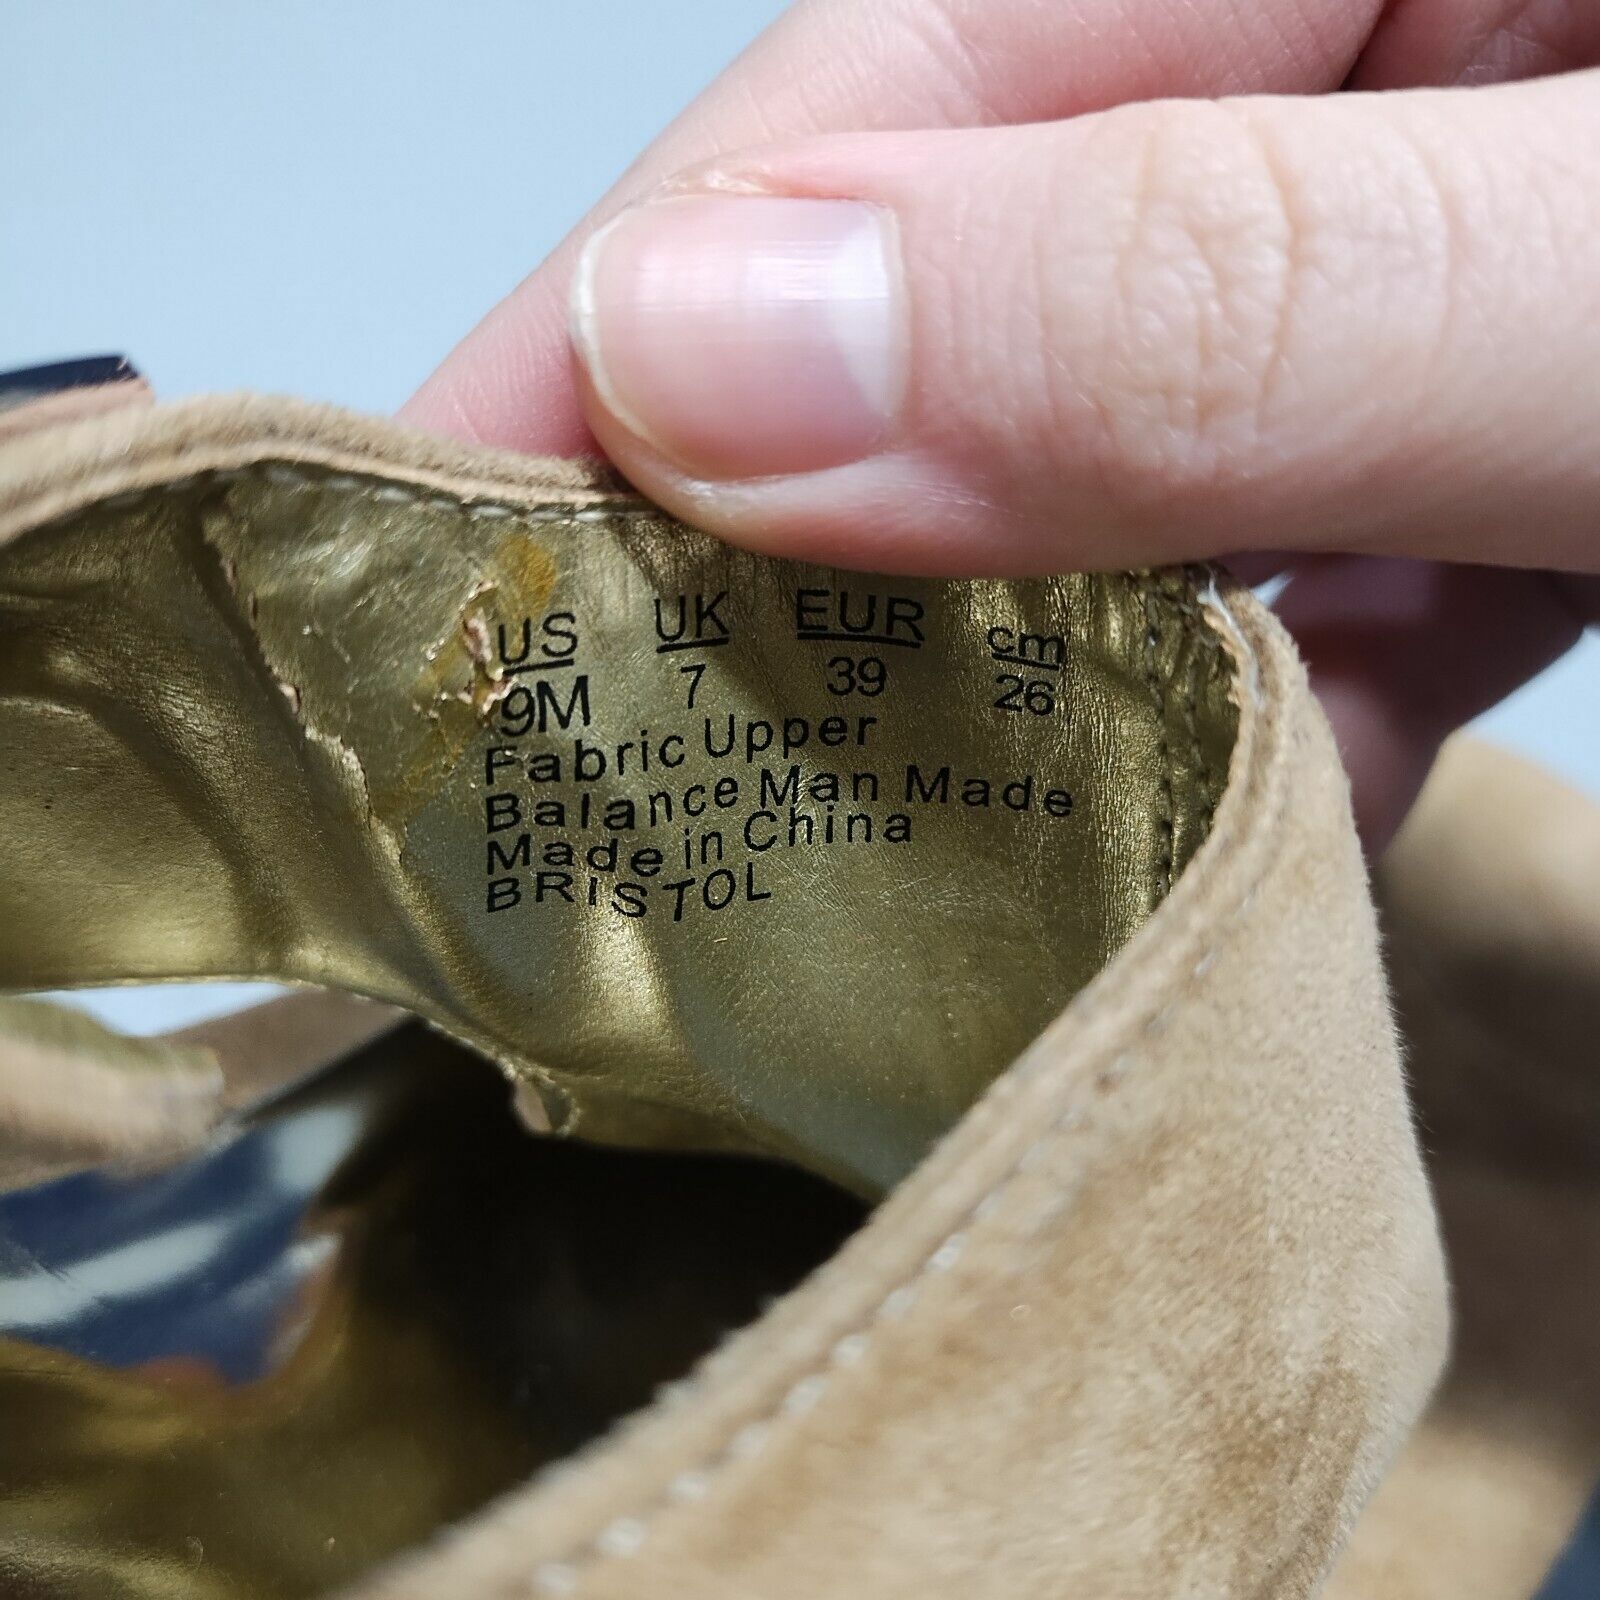 US UK EUR cm
9M 7 39 26
Fabric Upper
Balance Man Made
Made in China
BRISTOL